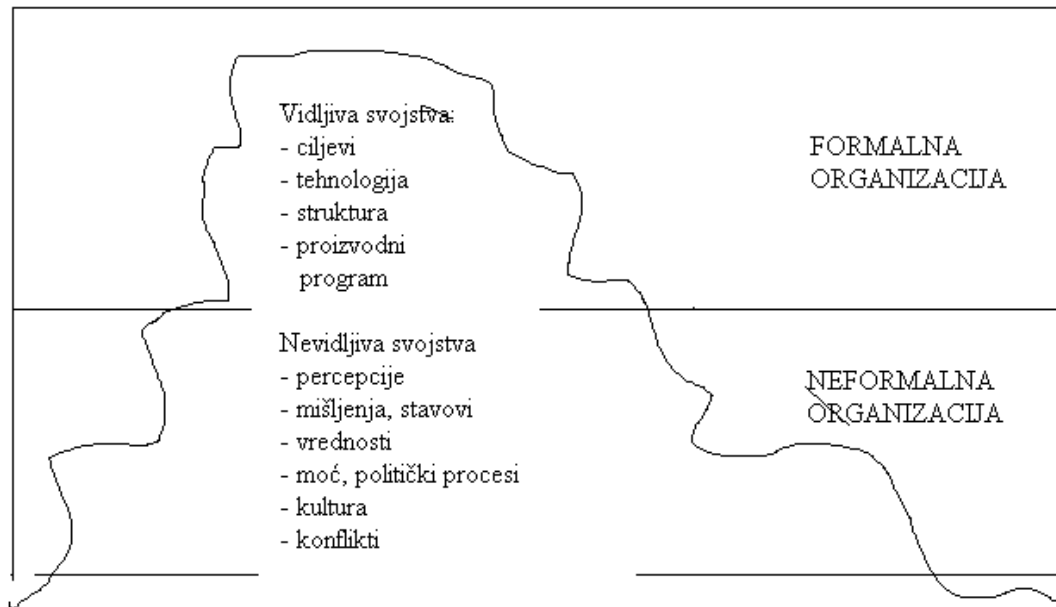 Vidljiva svojstva:
- ciljevi
- tehnologija
- struktura
- proizvodni
program
FORMALNA
ORGANIZACIJA
Nevidljiva svojstva
- percepcije
- mišljenja, stavovi
- vrednosti
- moć, politički procesi
- kultura
- konflikti
NEFORMALNA
ORGANIZACIJA